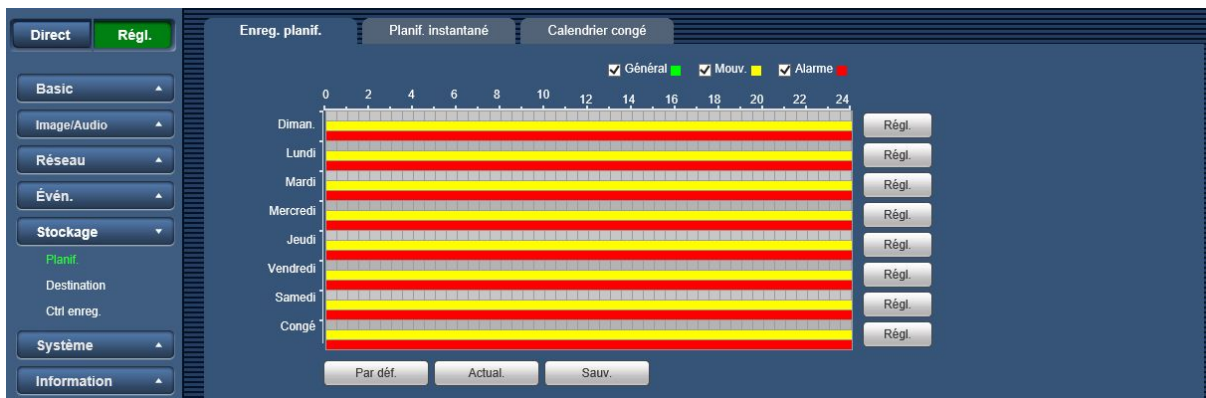 Direct Régl.
Enreg. planif. Planif. instantané Calendrier congé
Général Mouv. Alarme
0 2 4 6 8 10 12 14 16 18 20 22 24
Basic
Image/Audio
Réseau
Évén.
Stockage
Planif.
Destination
Ctrl enreg.
Système
Information
Diman. Régl.
Lundi Régl.
Mardi Régl.
Mercredi Régl.
Jeudi Régl.
Vendredi Régl.
Samedi Régl.
Congé Régl.
Par déf. Actual. Sauv.